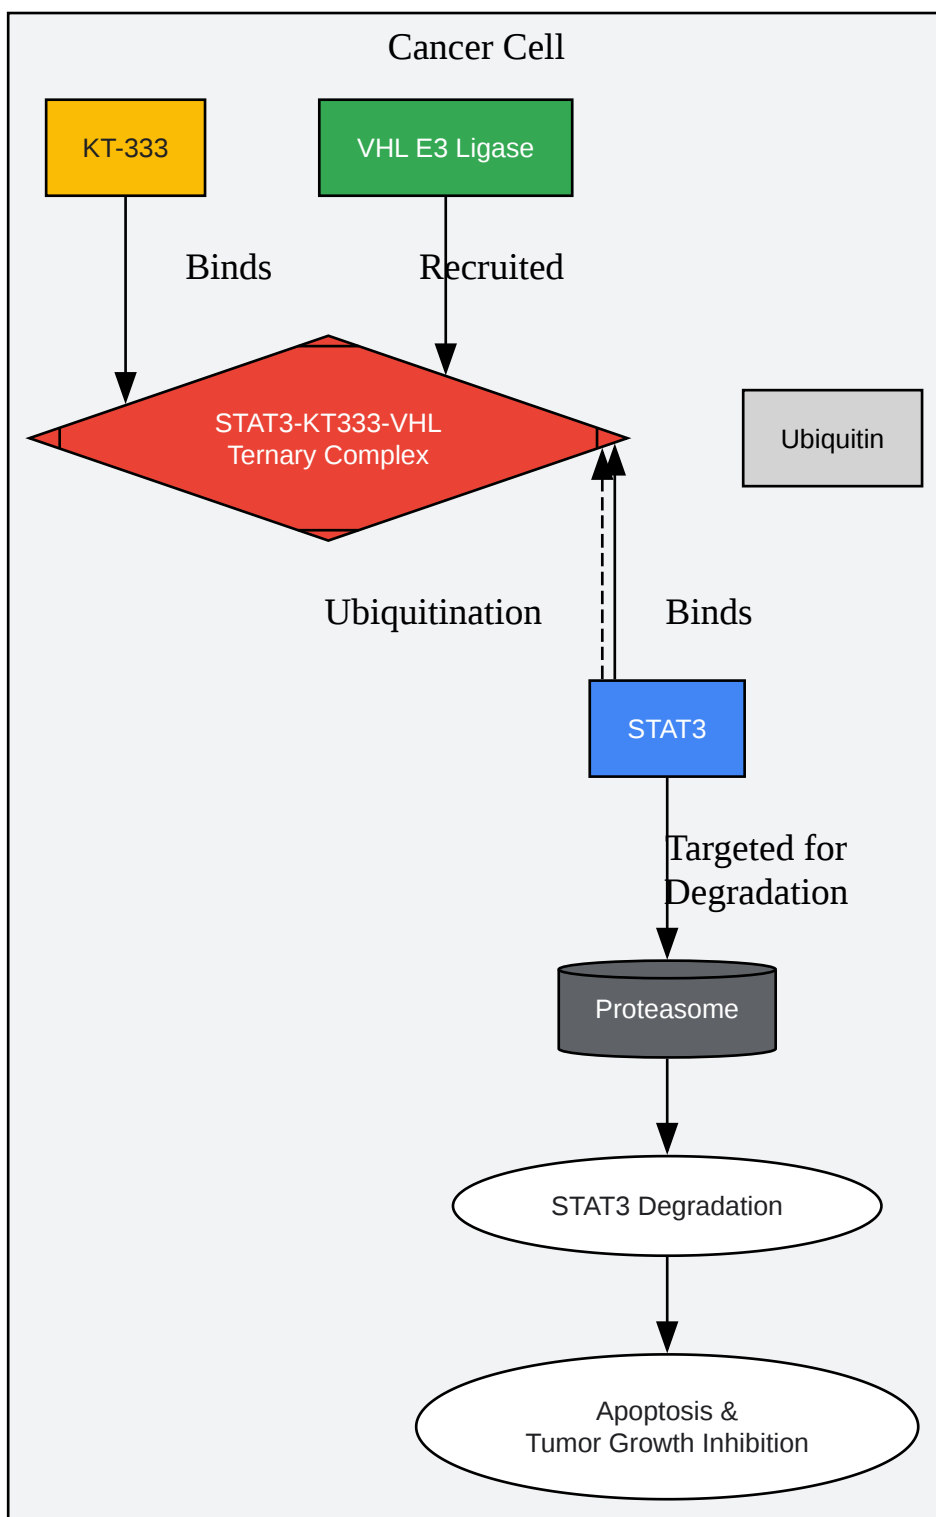 Cancer Cell
KT-333
VHL E3 Ligase
Binds
Recruited
STAT3-KT333-VHL
Ternary Complex
Ubiquitin
Ubiquitination
Binds
STAT3
Targeted for
Degradation
Proteasome
STAT3 Degradation
Apoptosis &
Tumor Growth Inhibition